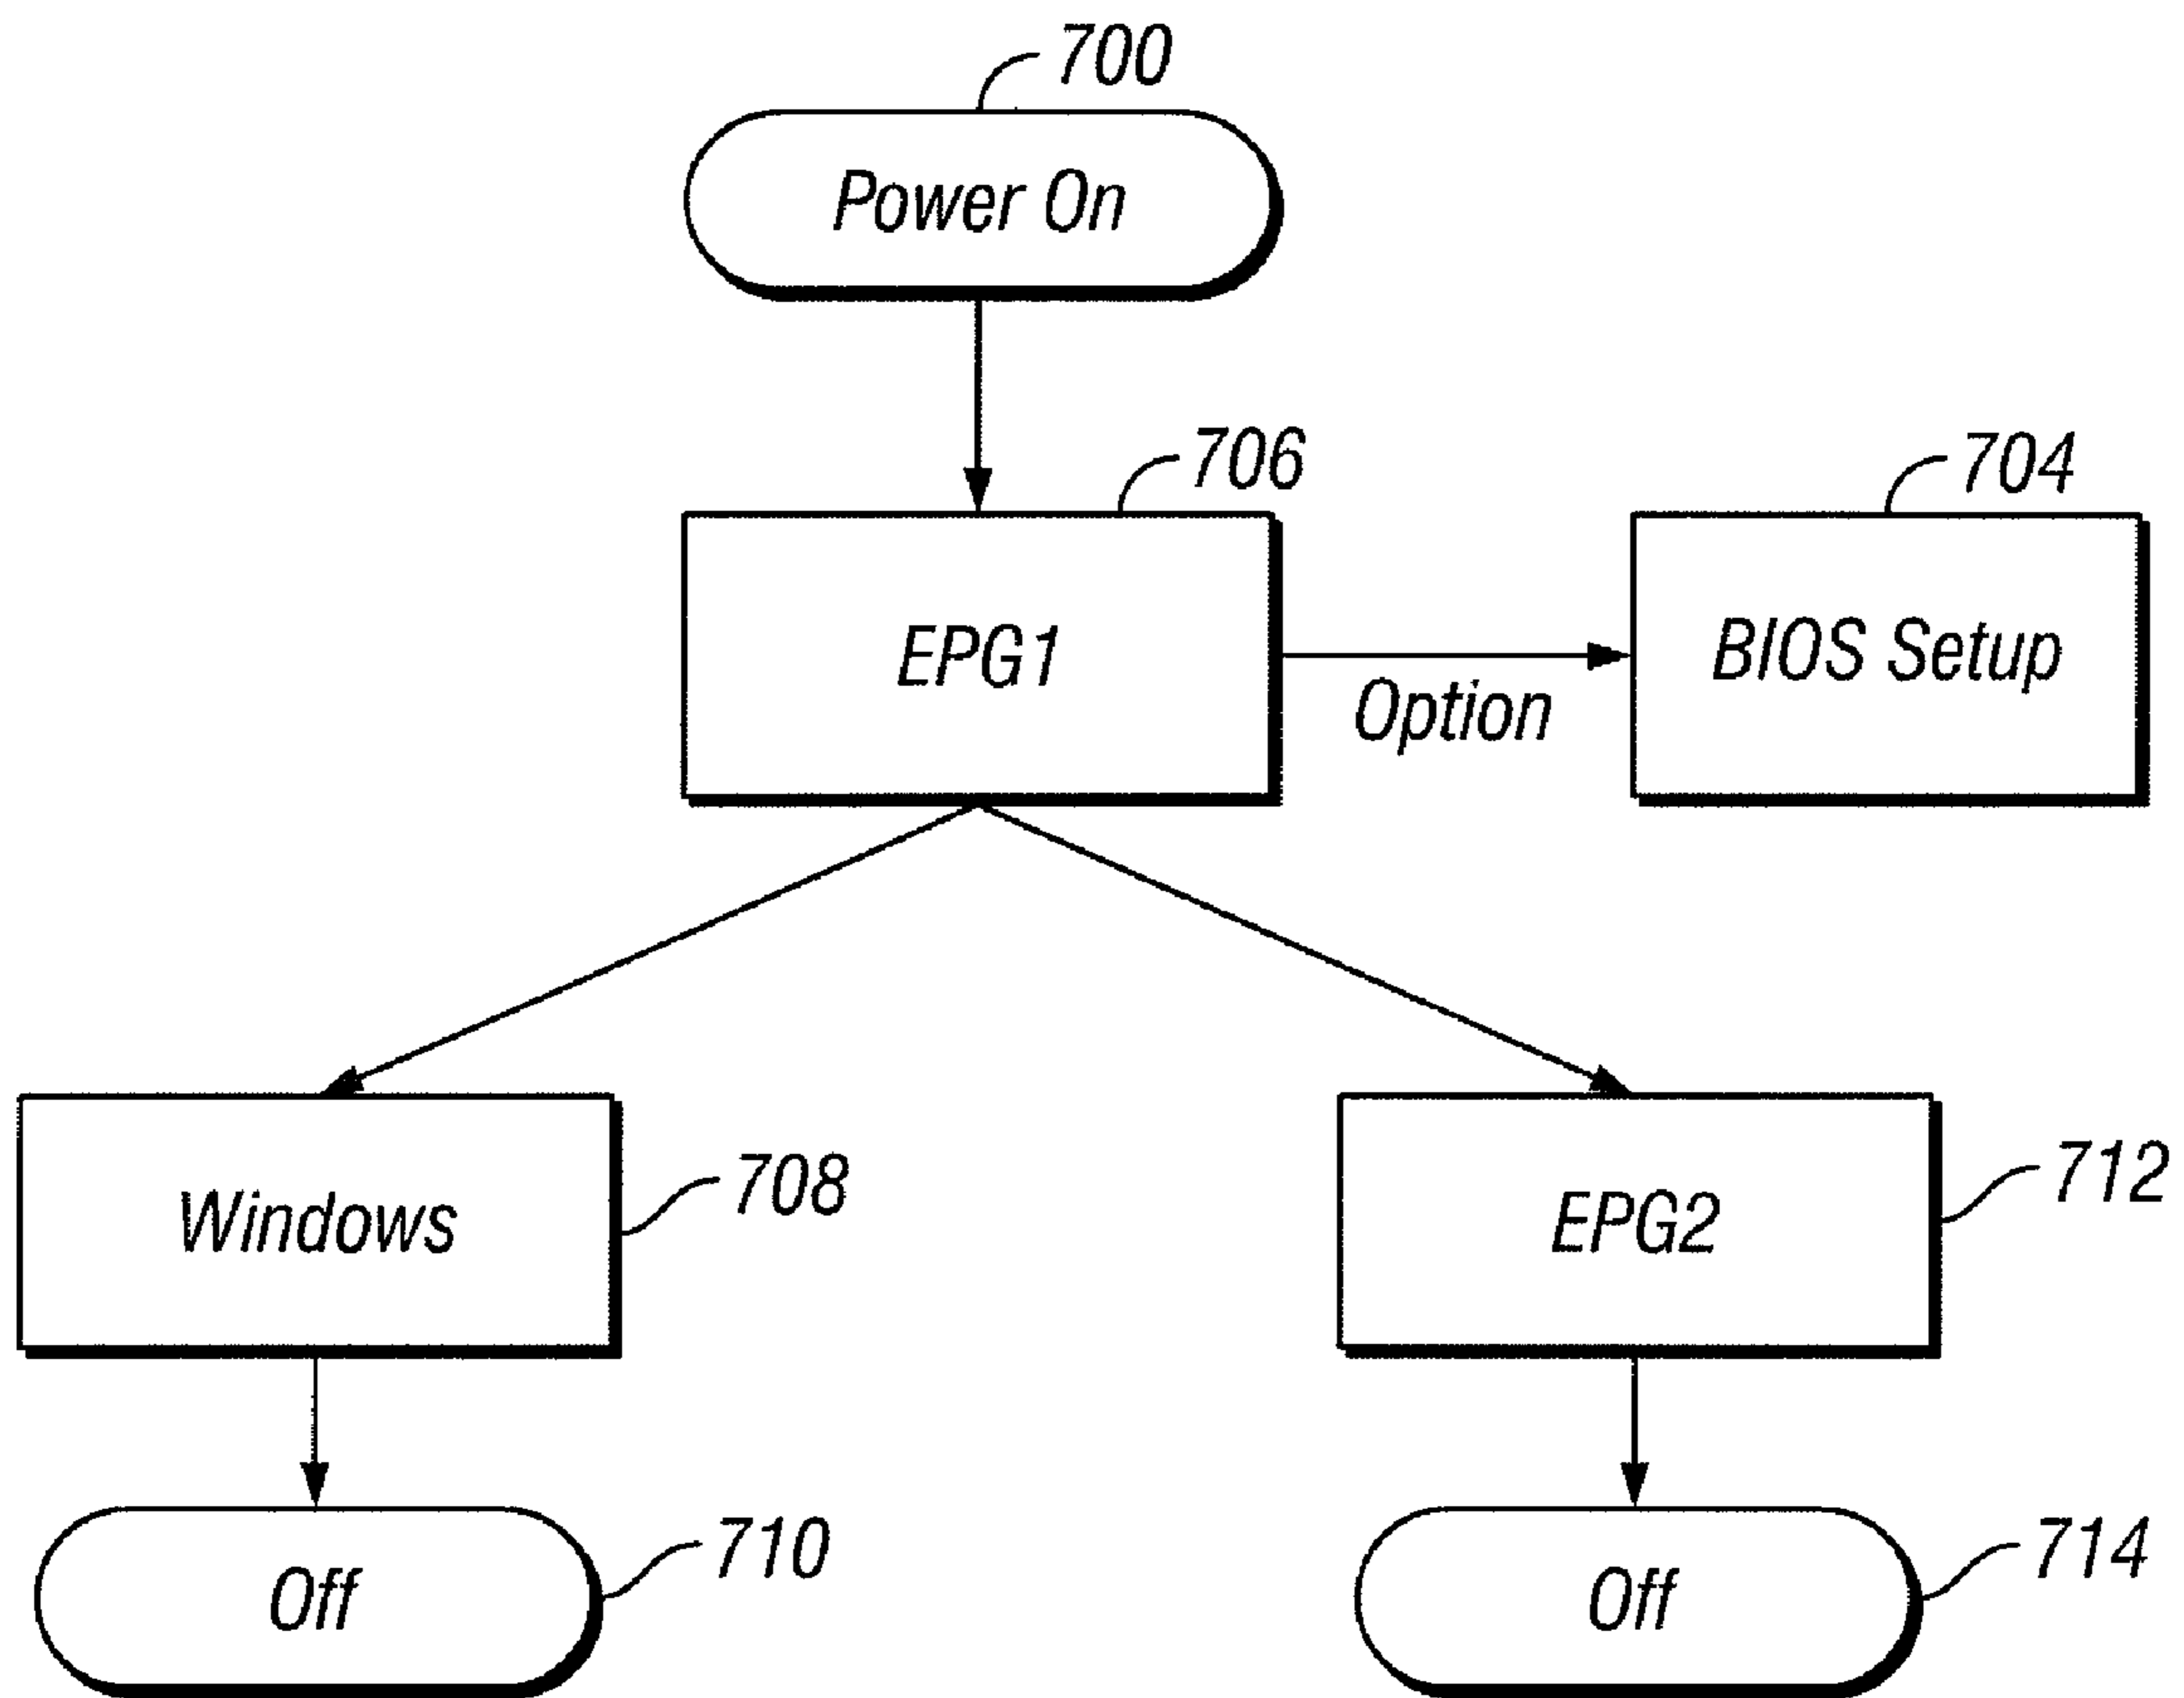 700
Power On
706
704
EPG1
BIOS Setup
Option
Windows
708
EPG2
712
Off
710
Off
714